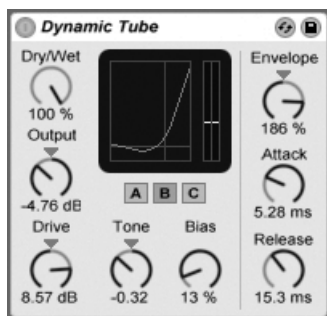 Dynamic Tube
Dry/Wet
100 %
Output
-4.76 dB
Drive
8.57 dB
A B C
Tone
-0.32
Bias
13 %
Envelope
186 %
Attack
5.28 ms
Release
15.3 ms